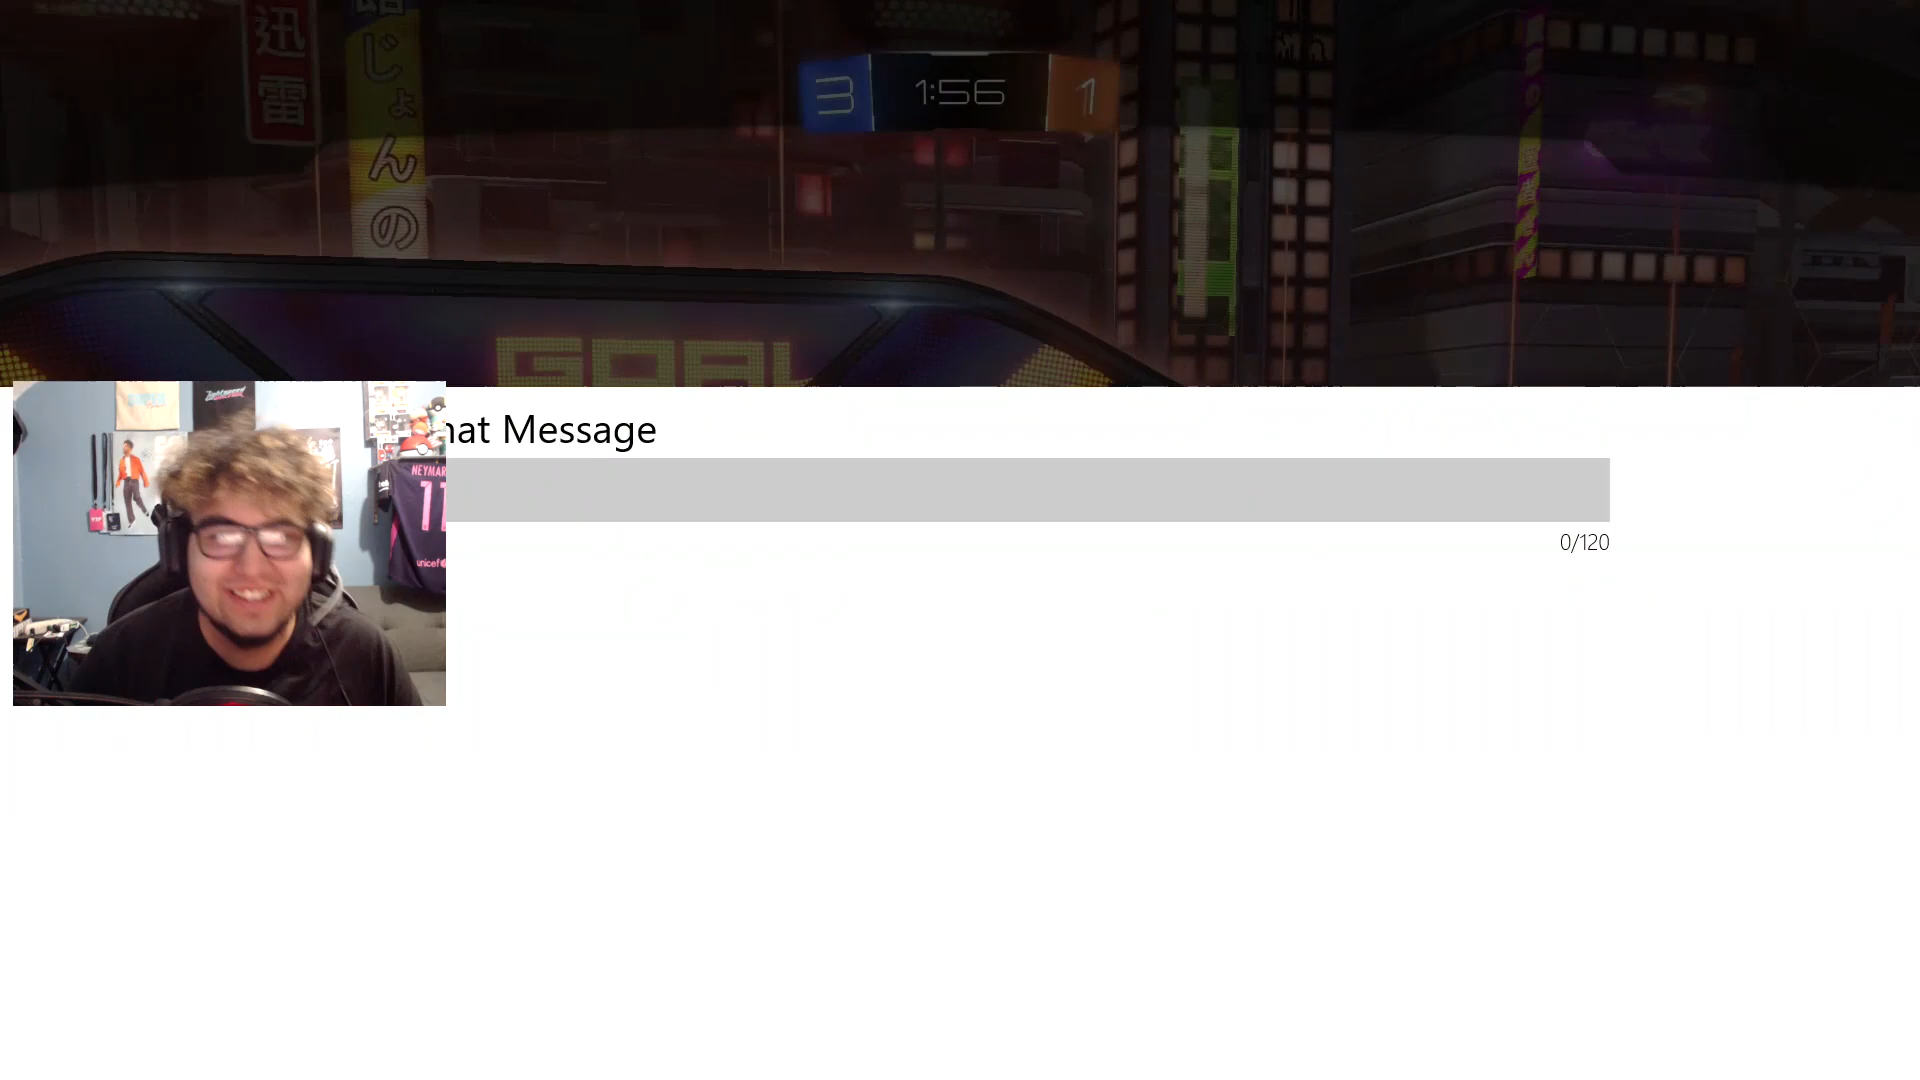 迅雷
じょんの
3 1:56 1
GOAL
hat Message
0/120
NEYMAR
11
unicef